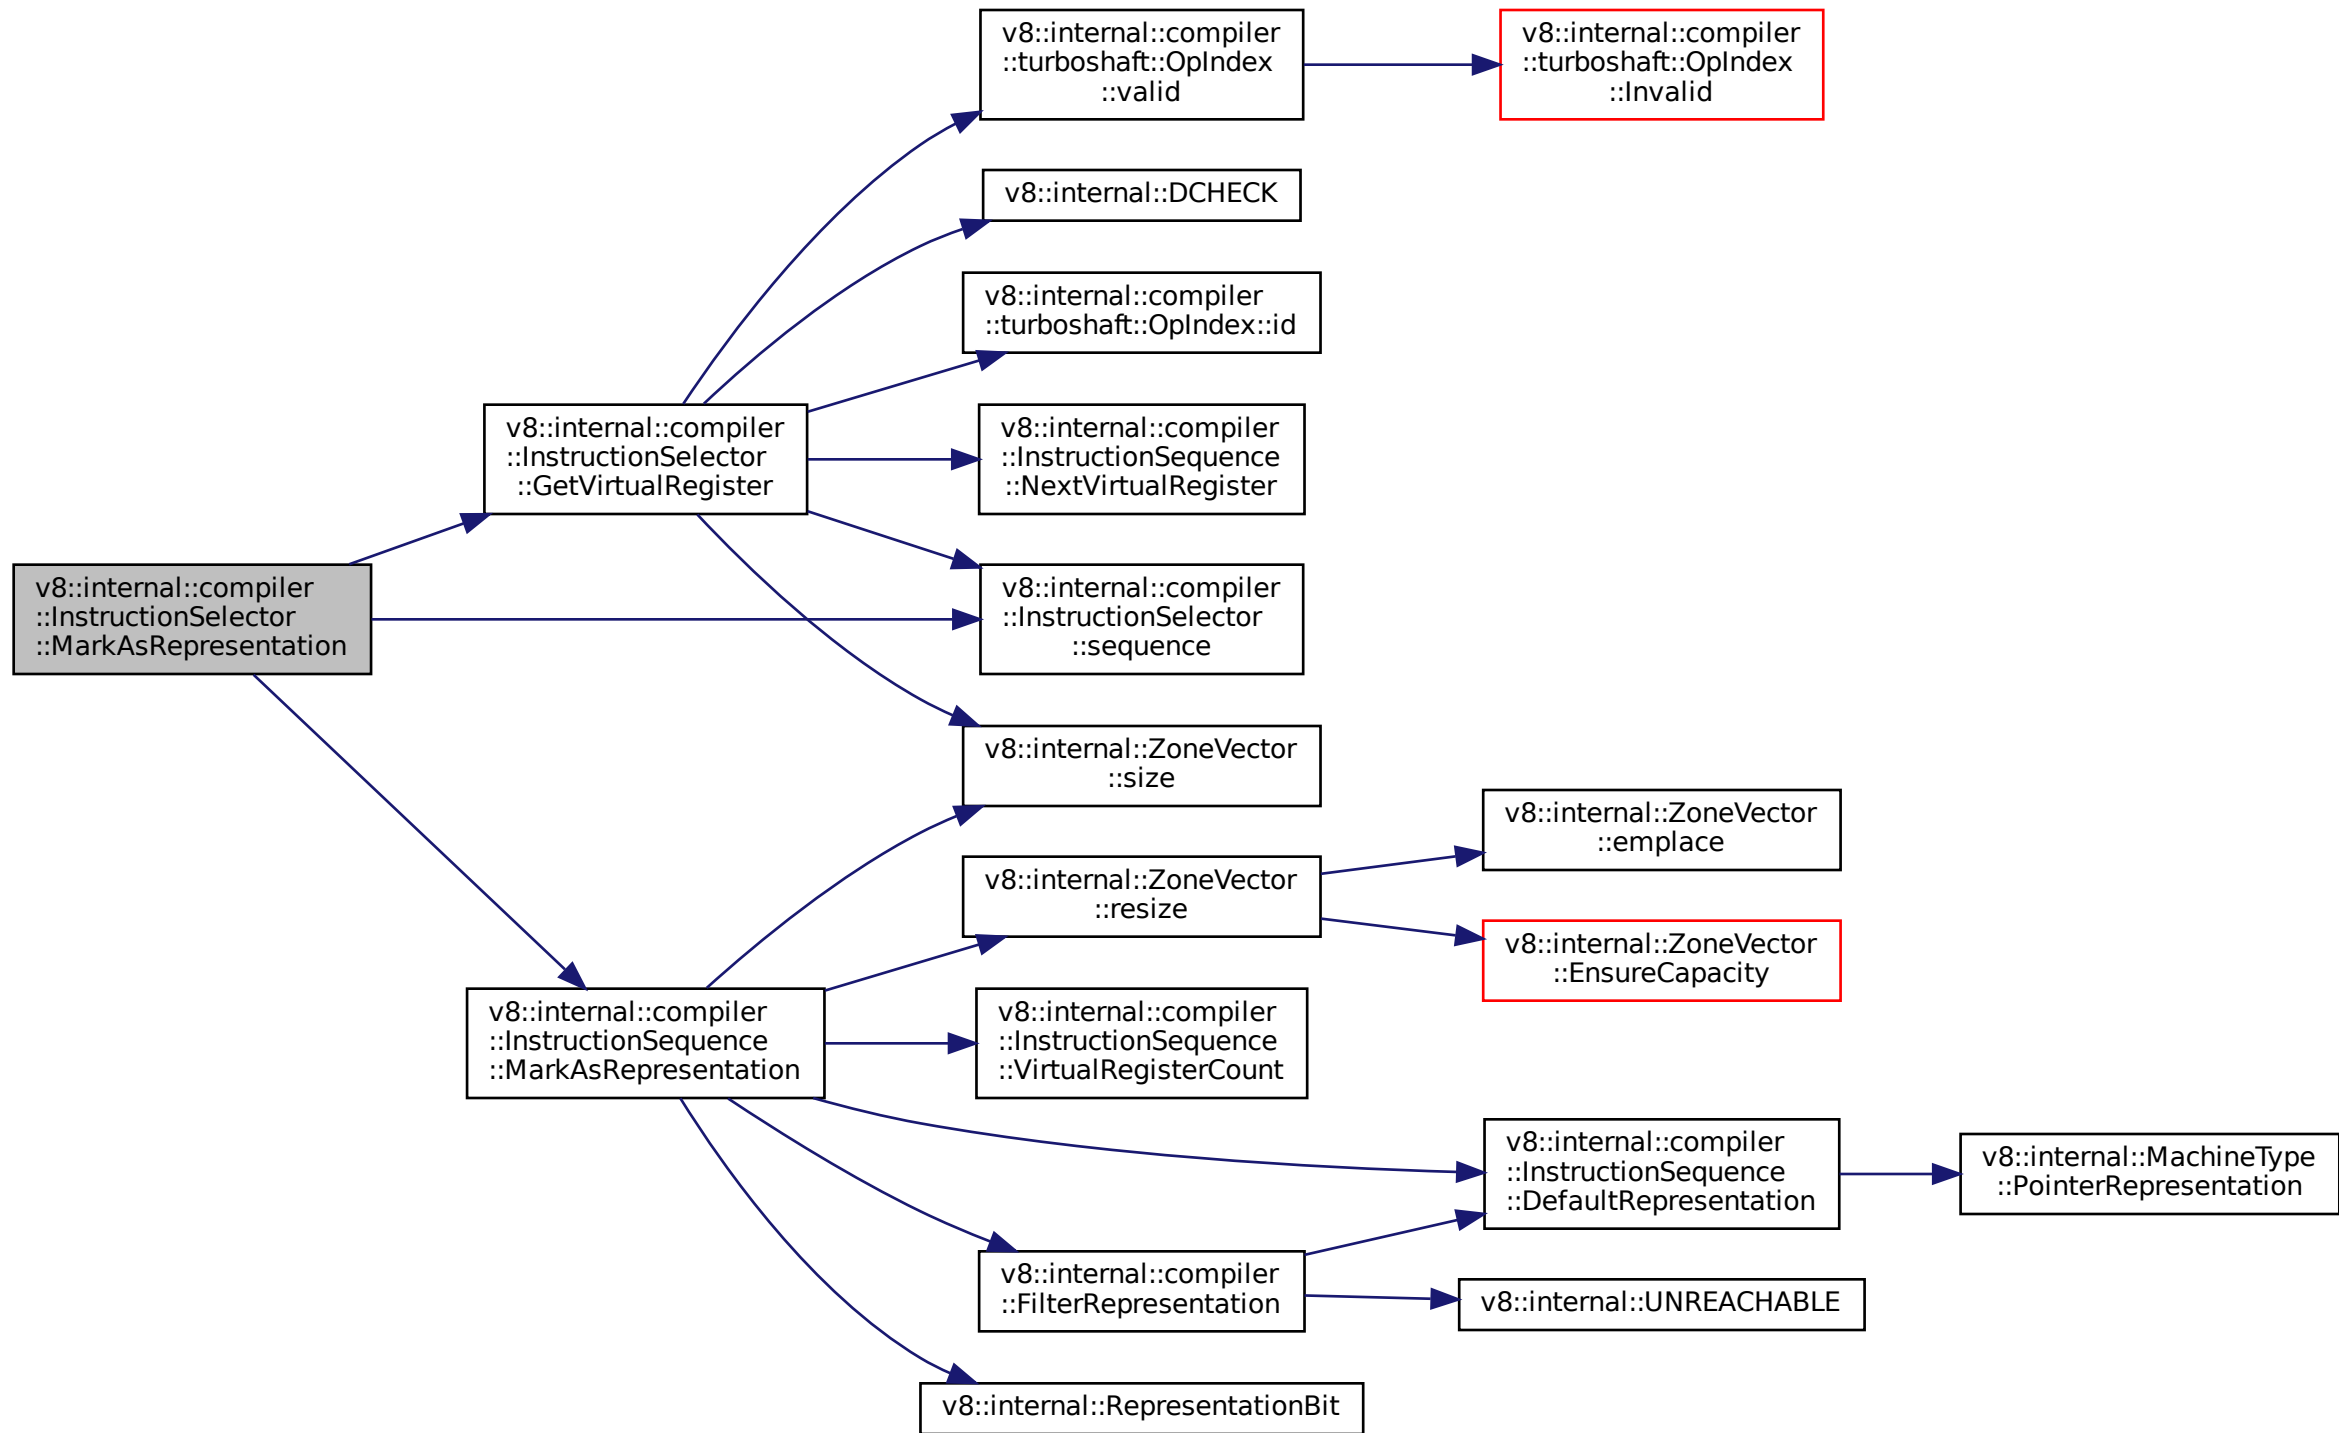 v8::internal::compiler
::InstructionSelector
::MarkAsRepresentation
v8::internal::compiler
::InstructionSelector
::GetVirtualRegister
v8::internal::compiler
::turboshaft::OpIndex
::valid
v8::internal::compiler
::turboshaft::OpIndex
::Invalid
v8::internal::DCHECK
v8::internal::compiler
::turboshaft::OpIndex::id
v8::internal::compiler
::InstructionSequence
::NextVirtualRegister
v8::internal::compiler
::InstructionSelector
::sequence
v8::internal::ZoneVector
::size
v8::internal::compiler
::InstructionSequence
::MarkAsRepresentation
v8::internal::ZoneVector
::resize
v8::internal::ZoneVector
::emplace
v8::internal::ZoneVector
::EnsureCapacity
v8::internal::compiler
::InstructionSequence
::VirtualRegisterCount
v8::internal::compiler
::InstructionSequence
::DefaultRepresentation
v8::internal::MachineType
::PointerRepresentation
v8::internal::compiler
::FilterRepresentation
v8::internal::UNREACHABLE
v8::internal::RepresentationBit